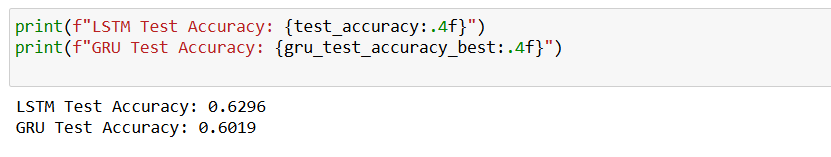 print(f"LSTM Test Accuracy: {test_accuracy:.4f}")
print(f"GRU Test Accuracy: {gru_test_accuracy_best:.4f}")
LSTM Test Accuracy: 0.6296
GRU Test Accuracy: 0.6019